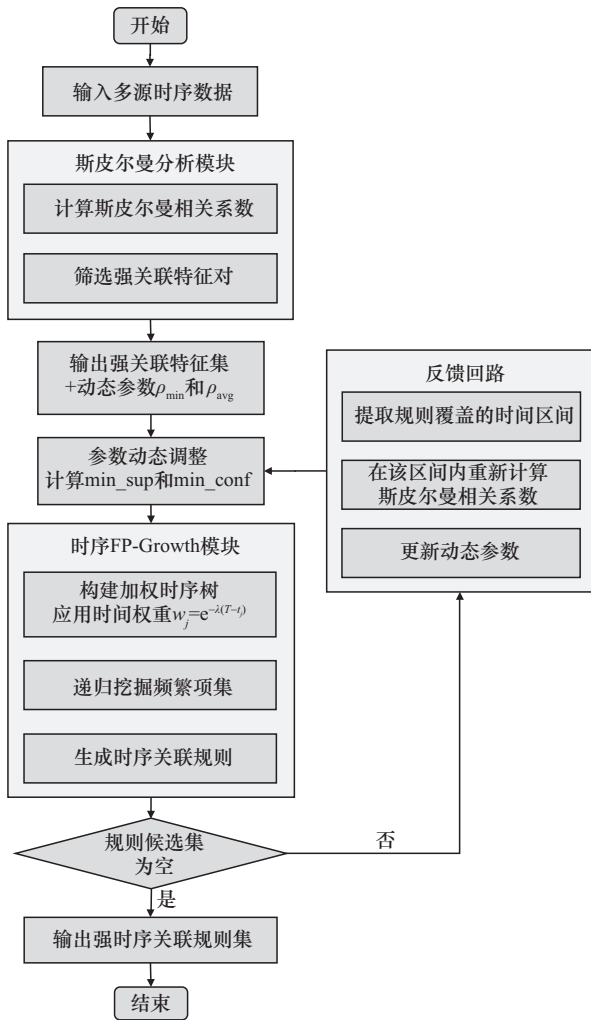 开始
输入多源时序数据
斯皮尔曼分析模块
计算斯皮尔曼相关系数
筛选强关联特征对
输出强关联特征集
+动态参数ρ_min和ρ_avg
参数动态调整
计算min_sup和min_conf
时序FP-Growth模块
构建加权时序树
应用时间权重w_j=e^{-λ(T-t_j)}
递归挖掘频繁项集
生成时序关联规则
规则候选集
为空
否
是
输出强时序关联规则集
结束
反馈回路
提取规则覆盖的时间区间
在该区间内重新计算
斯皮尔曼相关系数
更新动态参数